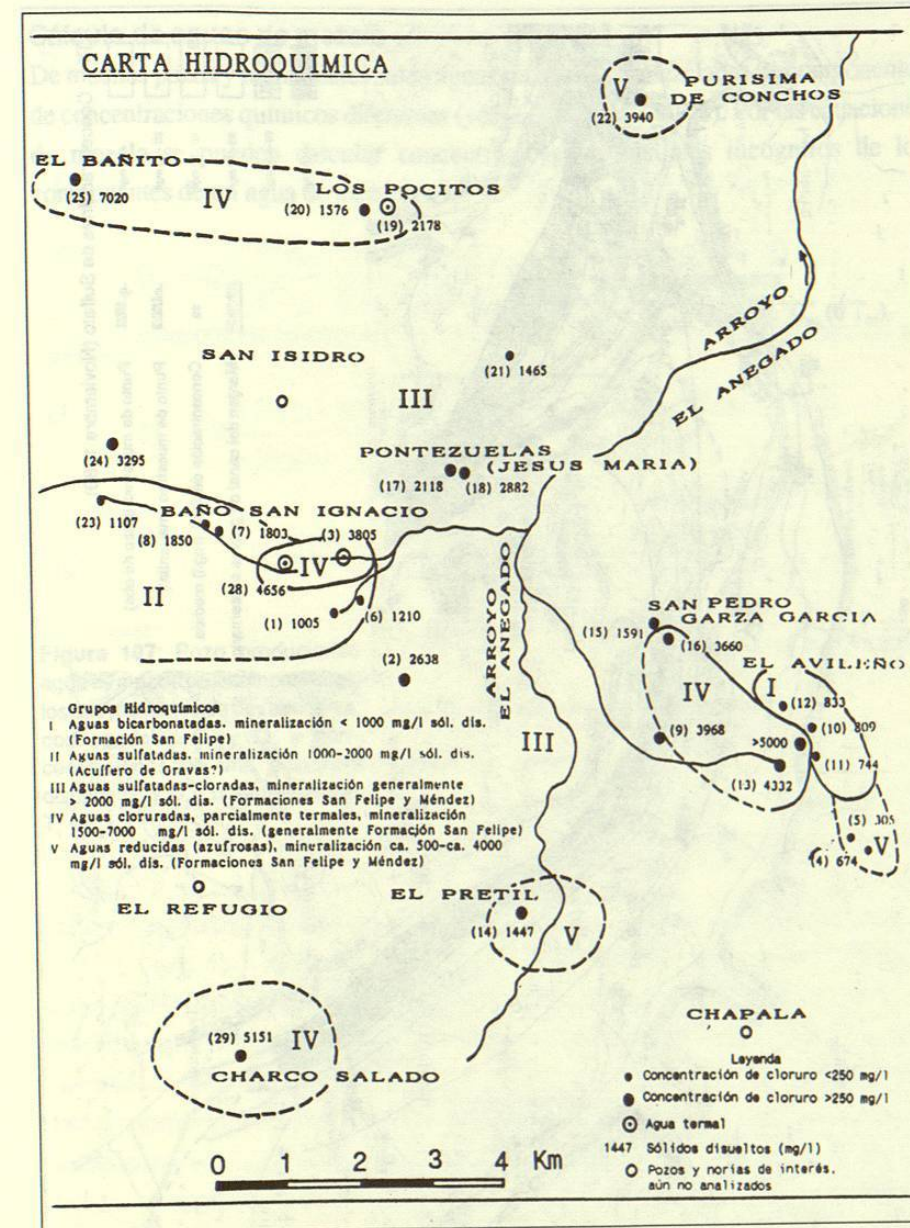 CARTA HIDROQUIMICA
V
PURISIMA
DE CONCHOS
(22) 3940
EL BAÑITO
(25) 7020
IV
LOS POCITOS
(20) 1576
(19) 2178
ARROYO
EL ANEGADO
SAN ISIDRO
(21) 1465
III
(24) 3295
PONTEZUELAS
(JESUS MARIA)
(17) 2118
(18) 2882
(23) 1107
BAÑO SAN IGNACIO
(8) 1850
(7) 1803
(3) 3805
IV
(28) 4656
II
(1) 1005
(6) 1210
(2) 2638
ARROYO
EL ANEGADO
III
SAN PEDRO
GARZA GARCIA
(15) 1591
(16) 3660
EL AVILEÑO
IV
I
(12) 833
(9) 3968
>5000
(10) 809
(11) 744
(13) 4332
(5) 305
(4) 674
V
Grupos Hidroquímicos
I Aguas bicarbonatadas. mineralización < 1000 mg/l sól. dis.
(Formación San Felipe)
II Aguas sulfatadas. mineralización 1000-2000 mg/l sól. dis.
(Acuífero de Gravas?)
III Aguas sulfatadas-cloradas, mineralización generalmente
> 2000 mg/l sól. dis. (Formaciones San Felipe y Méndez)
IV Aguas cloruradas, parcialmente termales, mineralización
1500-7000 mg/l sól. dis. (generalmente Formación San Felipe)
V Aguas reducidas (azufrosas), mineralización ca. 500-ca. 4000
mg/l sól. dis. (Formaciones San Felipe y Méndez)
EL REFUGIO
EL PRETIL
(14) 1447
V
(29) 5151
IV
CHARCO SALADO
CHAPALA
Leyenda
Concentración de cloruro <250 mg/l
Concentración de cloruro >250 mg/l
Agua termal
1447 Sólidos disueltos (mg/l)
Pozos y norias de interés.
aún no analizados
0 1 2 3 4 Km